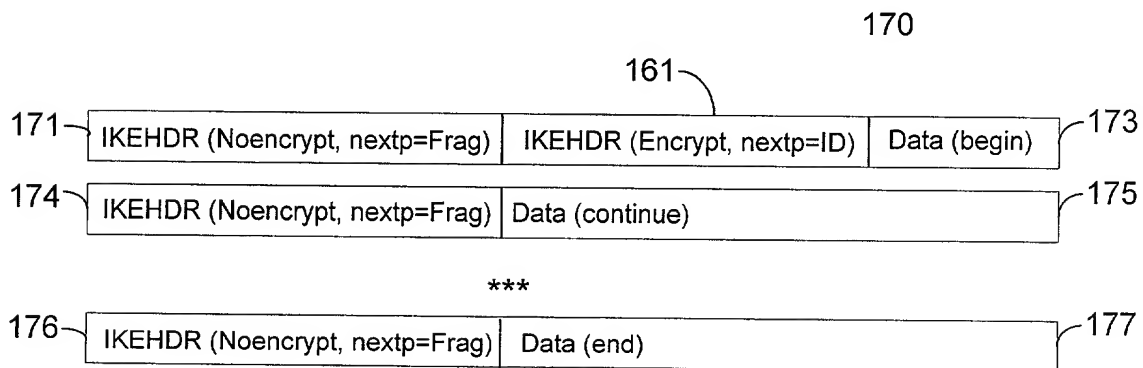 170
161
171 IKEHDR (Noencrypt, nextp=Frag) IKEHDR (Encrypt, nextp=ID) Data (begin) 173
174 IKEHDR (Noencrypt, nextp=Frag) Data (continue) 175
***
176 IKEHDR (Noencrypt, nextp=Frag) Data (end) 177